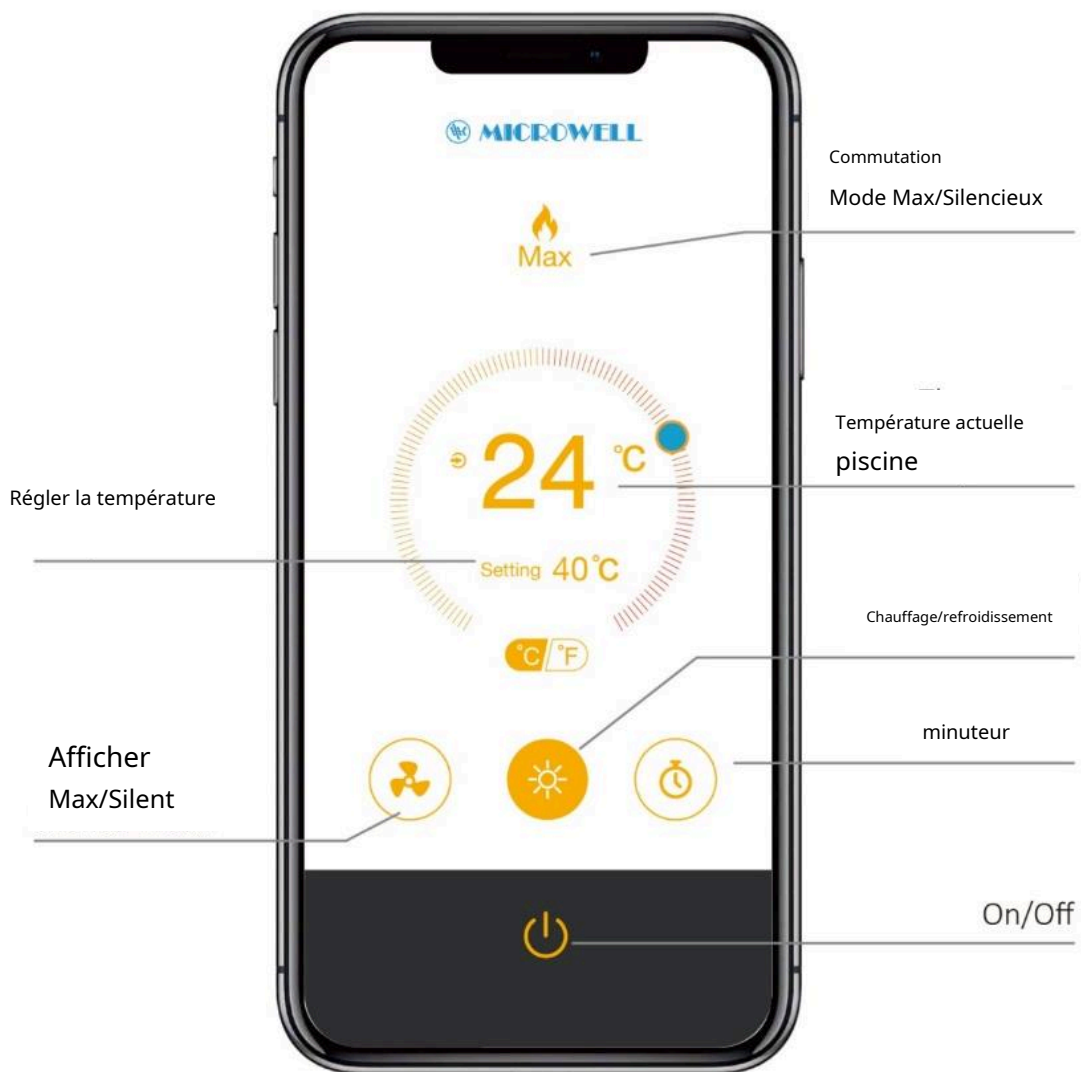 MICROWELL
Commutation
Mode Max/Silencieux
Max
Température actuelle
piscine
24 °C
Régler la température
Setting 40°C
Chauffage/refroidissement
°C/°F
minuteur
Afficher
Max/Silent
On/Off